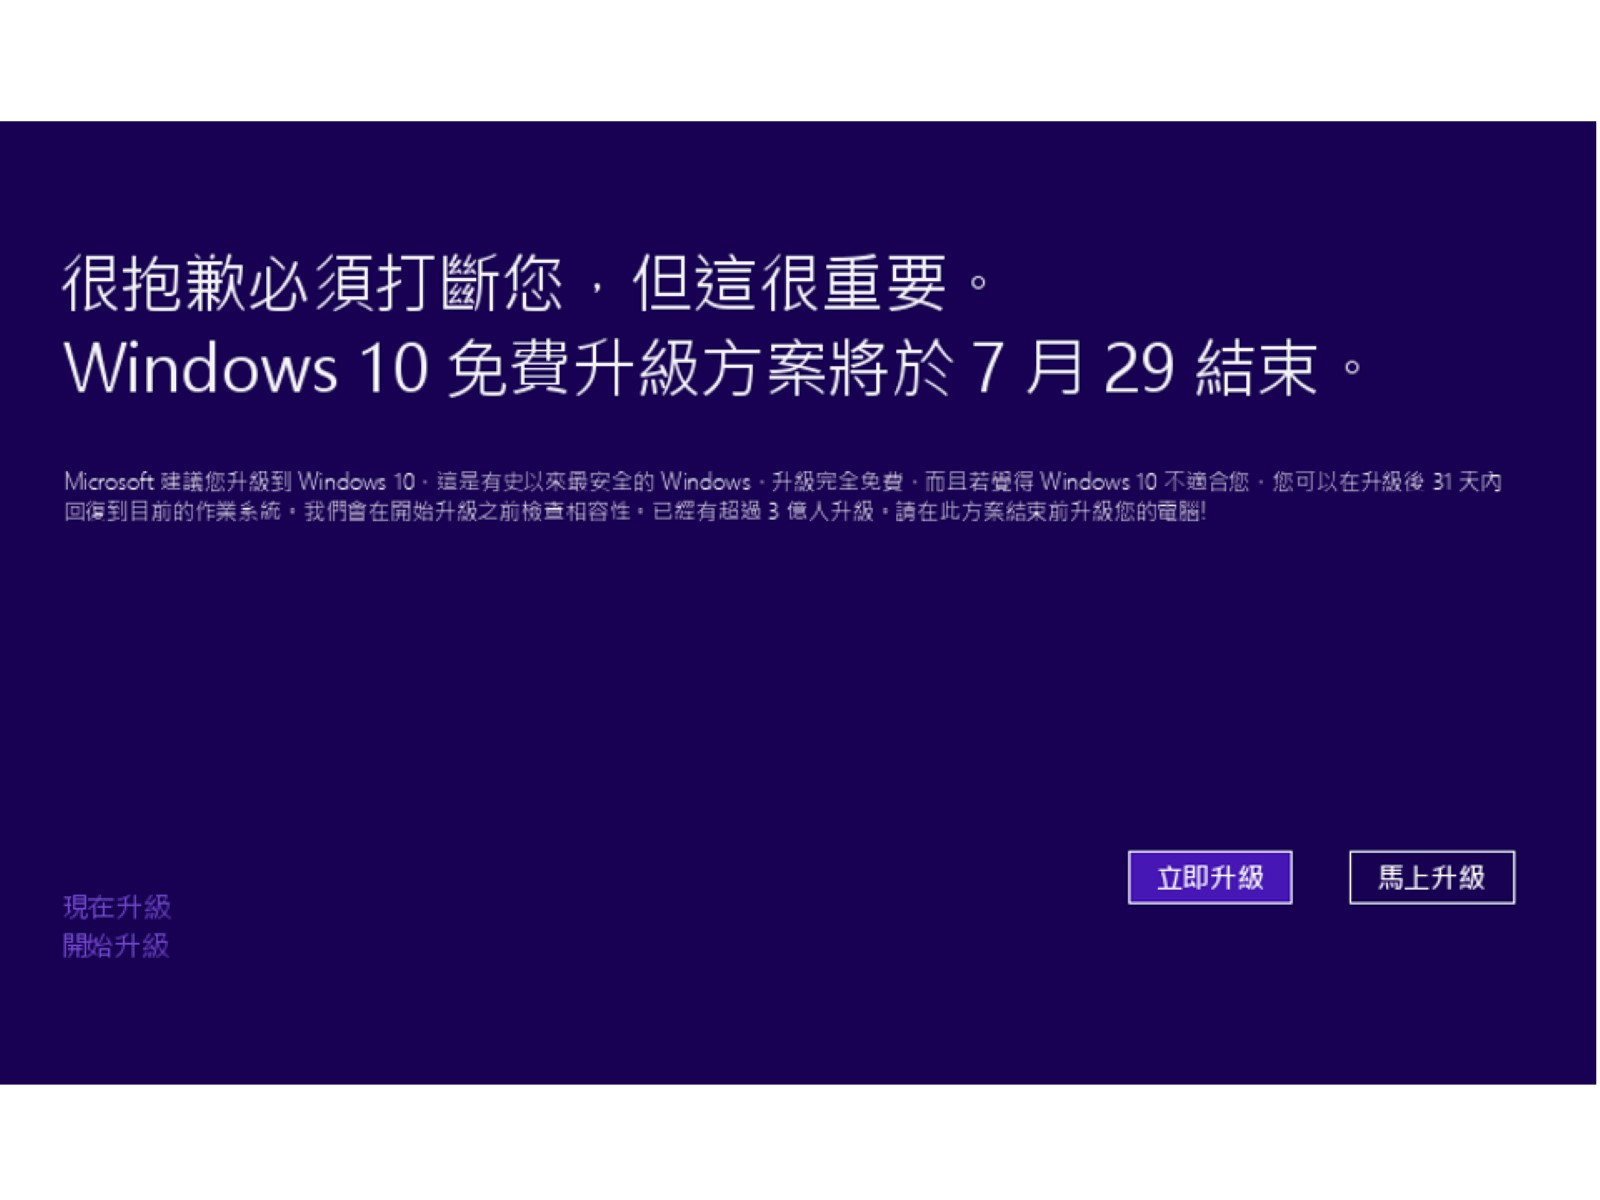 很抱歉必須打斷您，但這很重要。
Windows 10 免費升級方案將於 7 月 29 結束。
Microsoft 建議您升級到 Windows 10，這是有史以來最安全的 Windows。升級完全免費，而且若覺得 Windows 10 不適合您，您可以在升級後 31 天內
回復到目前的作業系統。我們會在開始升級之前檢查相容性。已經有超過 3 億人升級。請在此方案結束前升級您的電腦!
立即升級
馬上升級
現在升級
開始升級